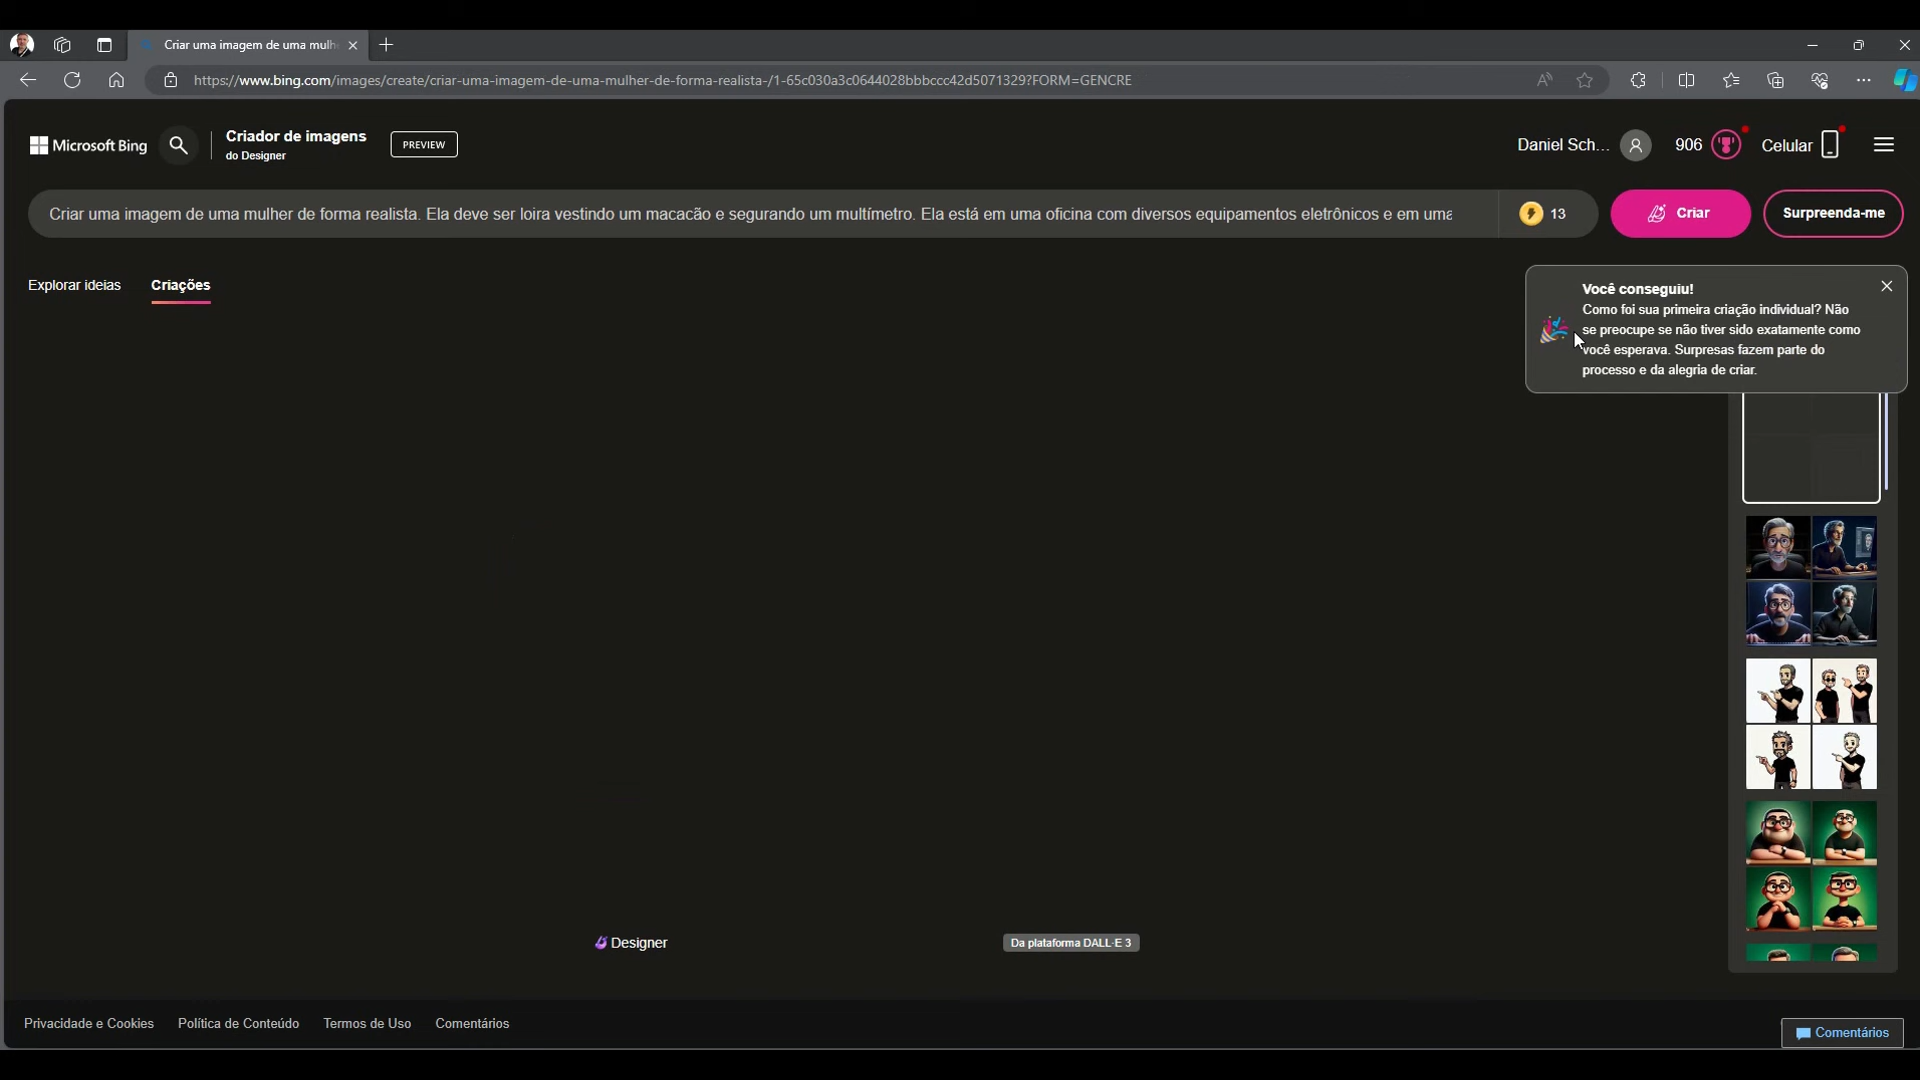 Criar uma imagem de uma mulh
https://www.bing.com/images/create/criar-uma-imagem-de-uma-mulher-de-forma-realista-/1-65c030a3c0644028bbbccc42d5071329?FORM=GENCRE
Microsoft Bing
Criador de imagens
do Designer
PREVIEW
Daniel Sch...
906
Celular
Criar uma imagem de uma mulher de forma realista. Ela deve ser loira vestindo um macacão e segurando um multímetro. Ela está em uma oficina com diversos equipamentos eletrônicos e em uma
13
Criar
Surpreenda-me
Explorar ideias
Criações
Você conseguiu!
Como foi sua primeira criação individual? Não
se preocupe se não tiver sido exatamente como
você esperava. Surpresas fazem parte do
processo e da alegria de criar.
Designer
Da plataforma DALL·E 3
Privacidade e Cookies
Política de Conteúdo
Termos de Uso
Comentários
Comentários